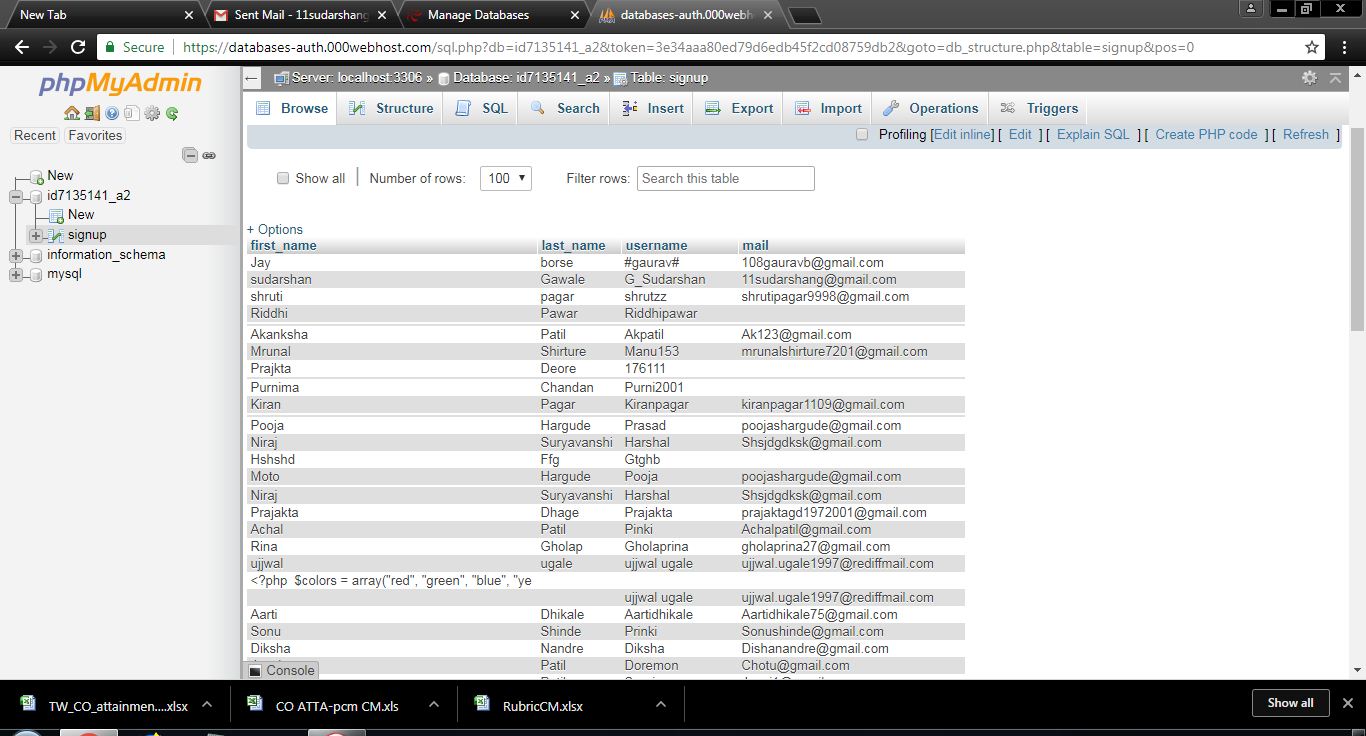 New Tab
Sent Mail - 11sudarshang
Manage Databases
databases-auth.000webh
Secure
https://databases-auth.000webhost.com/sql.php?db=id7135141_a2&token=3e34aaa80ed79d6edb45f2cd08759db2&goto=db_structure.php&table=signup&pos=0
phpMyAdmin
Recent Favorites
New
id7135141_a2
New
signup
information_schema
mysql
Server: localhost:3306 » Database: id7135141_a2 » Table: signup
Browse Structure SQL Search Insert Export Import Operations Triggers
Profiling [Edit inline] [ Edit ] [ Explain SQL ] [ Create PHP code ] [ Refresh ]
Show all | Number of rows: 100 Filter rows: Search this table
+ Options
first_name last_name username mail
Jay borse #gaurav# 108gauravb@gmail.com
sudarshan Gawale G_Sudarshan 11sudarshang@gmail.com
shruti pagar shrutzz shrutipagar9998@gmail.com
Riddhi Pawar Riddhipawar
Akanksha Patil Akpatil Ak123@gmail.com
Mrunal Shirture Manu153 mrunalshirture7201@gmail.com
Prajkta Deore 176111
Purnima Chandan Purni2001
Kiran Pagar Kiranpagar kiranpagar1109@gmail.com
Pooja Hargude Prasad poojashargude@gmail.com
Niraj Suryavanshi Harshal Shsjdgdksk@gmail.com
Hshshd Ffg Gtghb
Moto Hargude Pooja poojashargude@gmail.com
Niraj Suryavanshi Harshal Shsjdgdksk@gmail.com
Prajakta Dhage Prajakta prajaktagd1972001@gmail.com
Achal Patil Pinki Achalpatil@gmail.com
Rina Gholap Gholaprina gholaprina27@gmail.com
ujjwal ugale ujjwal ugale ujjwal.ugale1997@rediffmail.com
<?php $colors = array("red", "green", "blue", "ye
ujjwal ugale ujjwal.ugale1997@rediffmail.com
Aarti Dhikale Aartidhikale Aartidhikale75@gmail.com
Sonu Shinde Prinki Sonushinde@gmail.com
Diksha Nandre Diksha Dishanandre@gmail.com
Patil Doremon Chotu@gmail.com
Console
TW_CO_attainmen....xlsx
CO ATTA-pcm CM.xls
RubricCM.xlsx
Show all